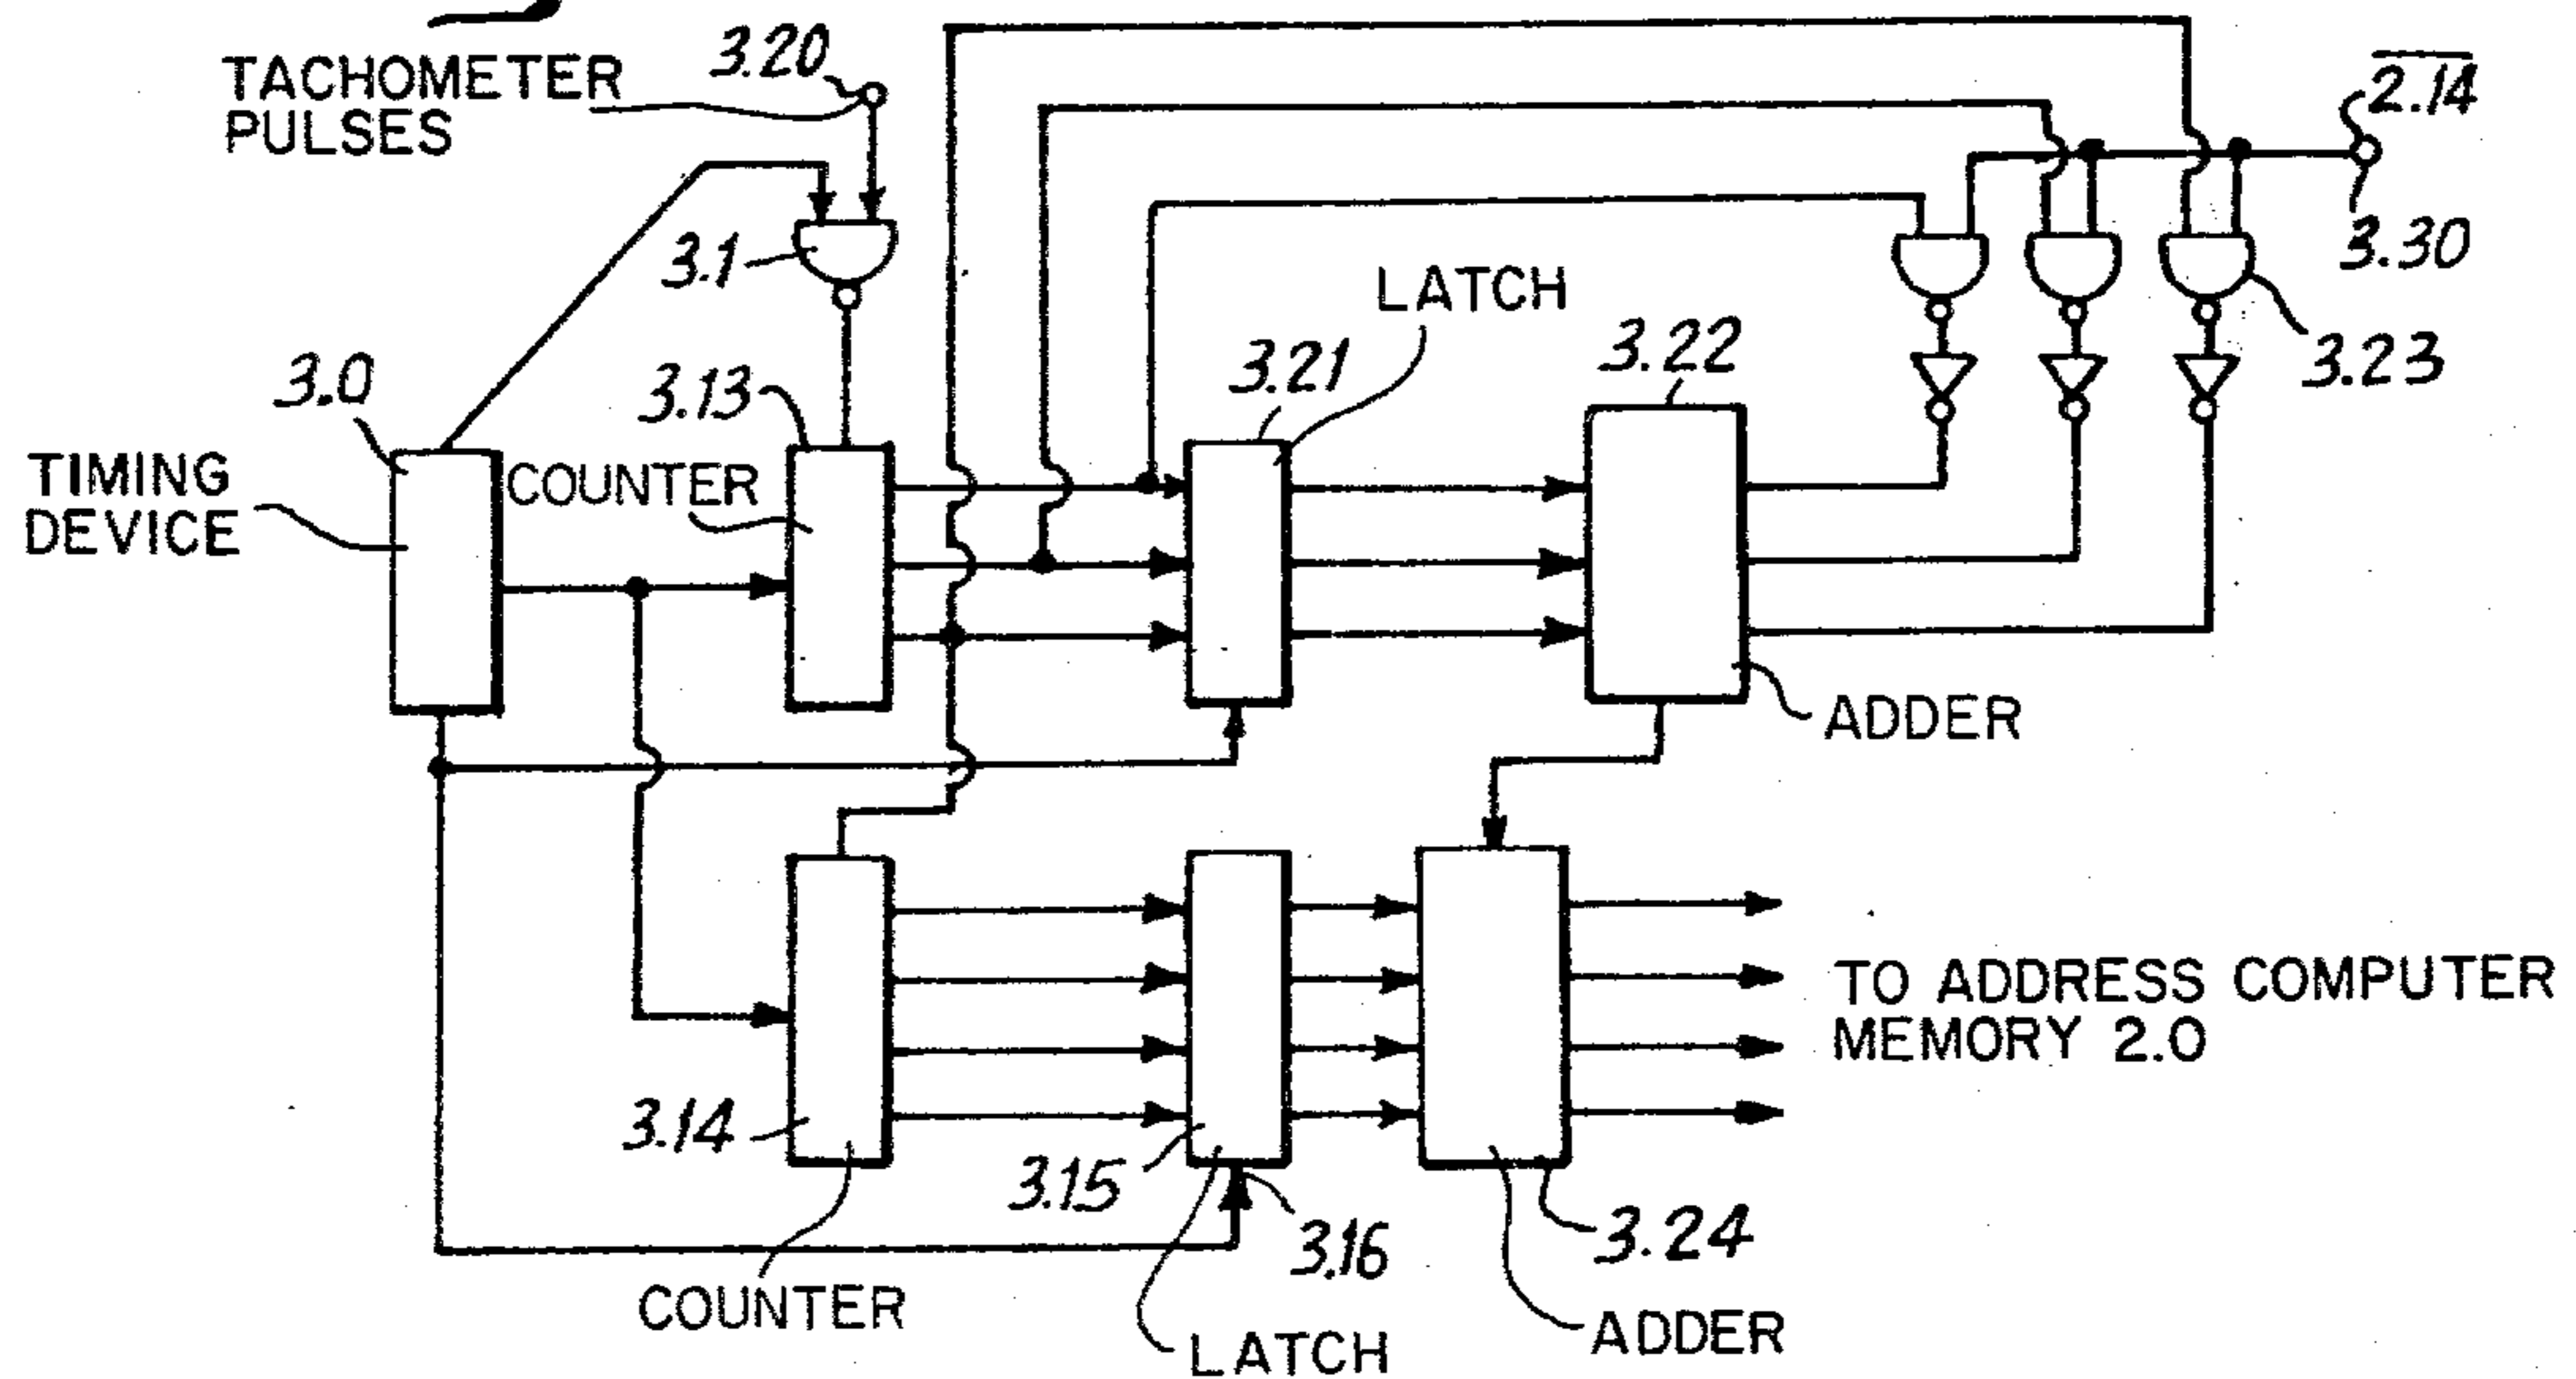 TACHOMETER
PULSES
3.20
2.14
3.1
3.30
LATCH
3.0
3.13
3.21
3.22
3.23
TIMING
DEVICE
COUNTER
ADDER
TO ADDRESS COMPUTER
MEMORY 2.0
3.14
3.15
3.16
3.24
COUNTER
LATCH
ADDER